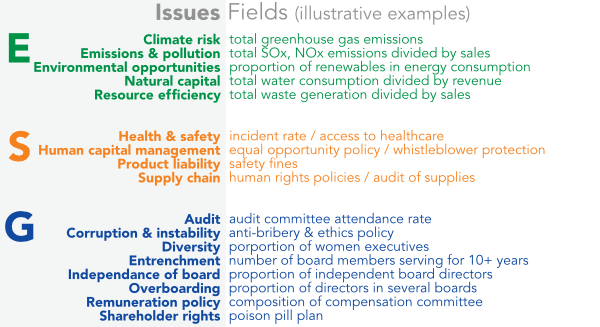 Issues Fields (illustrative examples)
E
Climate risk total greenhouse gas emissions
Emissions & pollution total SOx, NOx emissions divided by sales
Environmental opportunities proportion of renewables in energy consumption
Natural capital total water consumption divided by revenue
Resource efficiency total waste generation divided by sales
S
Health & safety incident rate / access to healthcare
Human capital management equal opportunity policy / whistleblower protection
Product liability safety fines
Supply chain human rights policies / audit of supplies
G
Audit audit committee attendance rate
Corruption & instability anti-bribery & ethics policy
Diversity porportion of women executives
Entrenchment number of board members serving for 10+ years
Independance of board proportion of independent board directors
Overboarding proportion of directors in several boards
Remuneration policy composition of compensation committee
Shareholder rights poison pill plan